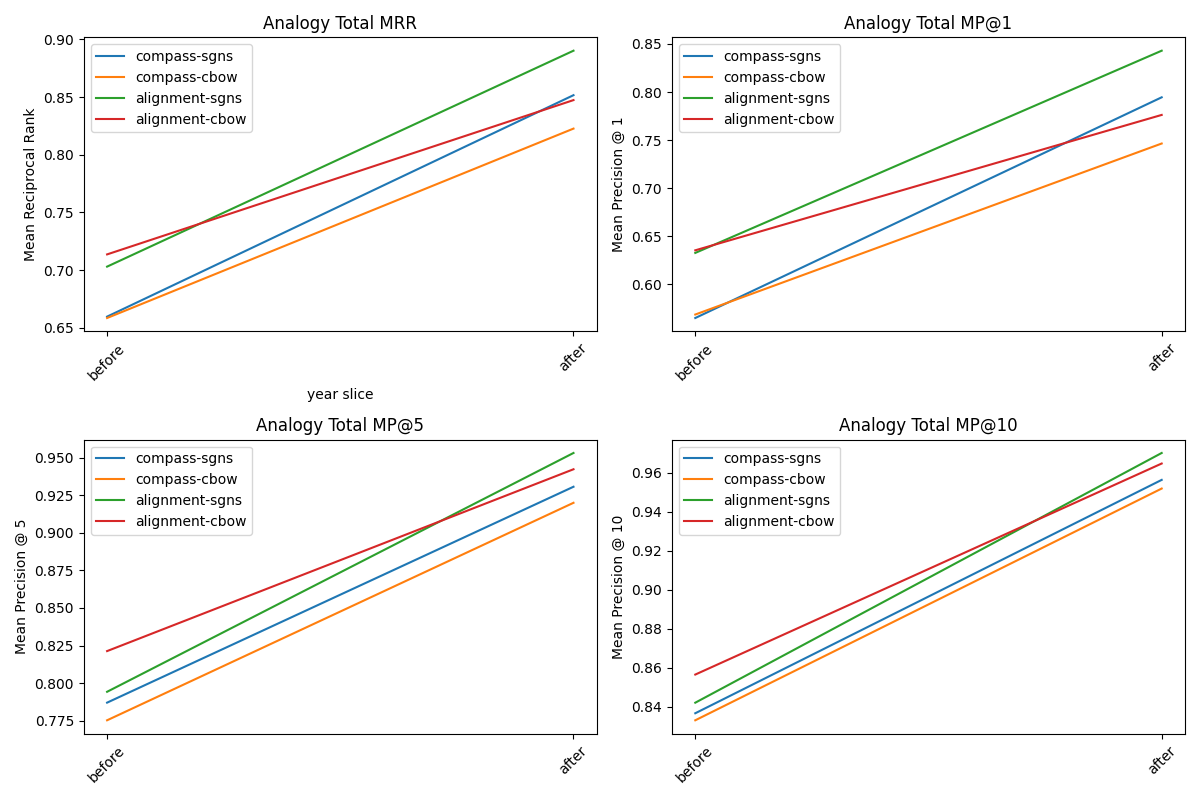 Analogy Total MRR
Mean Reciprocal Rank
0.90
0.85
0.80
0.75
0.70
0.65
compass-sgns
compass-cbow
alignment-sgns
alignment-cbow
before
after
year slice
Analogy Total MP@1
Mean Precision @ 1
0.85
0.80
0.75
0.70
0.65
0.60
compass-sgns
compass-cbow
alignment-sgns
alignment-cbow
before
after
Analogy Total MP@5
Mean Precision @ 5
0.950
0.925
0.900
0.875
0.850
0.825
0.800
0.775
compass-sgns
compass-cbow
alignment-sgns
alignment-cbow
before
after
Analogy Total MP@10
Mean Precision @ 10
0.96
0.94
0.92
0.90
0.88
0.86
0.84
compass-sgns
compass-cbow
alignment-sgns
alignment-cbow
before
after